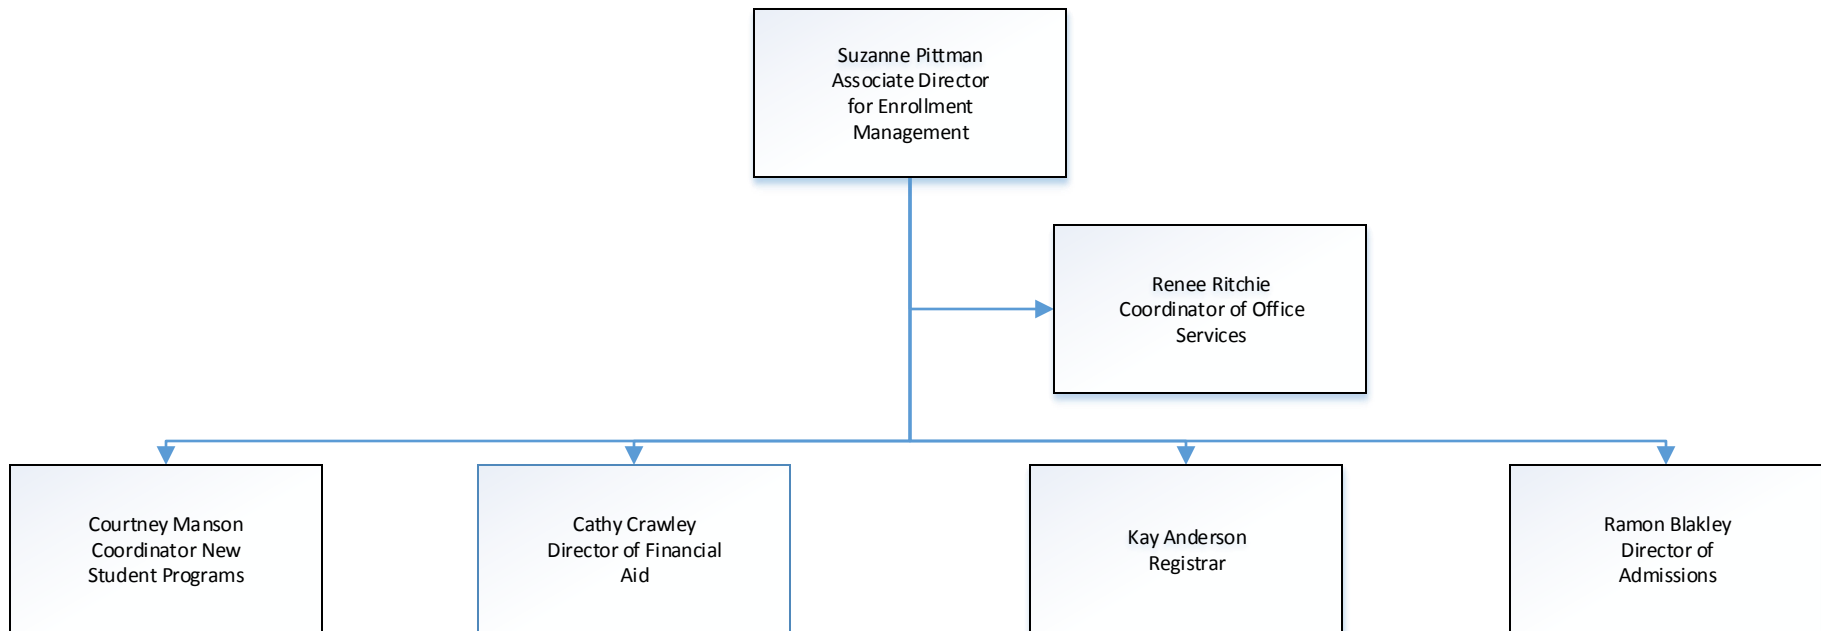 Suzanne Pittman
Associate Director
for Enrollment
Management
Renee Ritchie
Coordinator of Office
Services
Courtney Manson
Coordinator New
Student Programs
Cathy Crawley
Director of Financial
Aid
Kay Anderson
Registrar
Ramon Blakley
Director of
Admissions